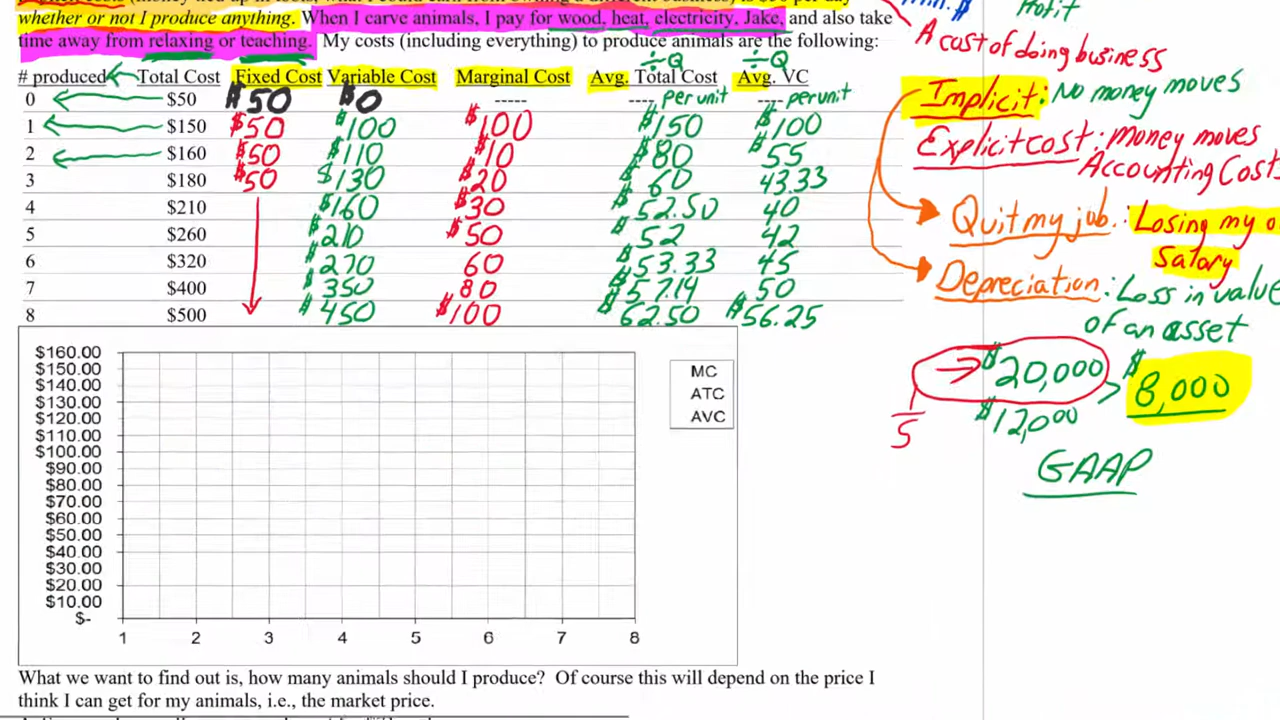 whether or not I produce anything. When I carve animals, I pay for wood, heat, electricity. Jake, and also take
time away from relaxing or teaching. My costs (including everything) to produce animals are the following:
÷Q ÷Q
# produced Total Cost Fixed Cost Variable Cost Marginal Cost Avg. Total Cost Avg. VC
0 $50 $50 $0 ----- ---- per unit ---- per unit
1 $150 $50 $100 $100 $150 $100
2 $160 $50 $110 $10 $80 $55
3 $180 $50 $130 $20 $60 43.33
4 $210 $160 $30 $52.50 40
5 $260 $210 $50 $52 42
6 $320 $270 60 $53.33 45
7 $400 $350 80 $57.14 50
8 $500 $450 $100 $62.50 $56.25
Profit
A cost of doing business
Implicit: No money moves
Explicit cost: money moves
Accounting Costs
Quit my job.: Losing my
Salary
Depreciation: Loss in value
of an asset
→ $20,000 > $8,000
$12,000
5
GAAP
$160.00
$150.00
$140.00
$130.00
$120.00
$110.00
$100.00
$90.00
$80.00
$70.00
$60.00
$50.00
$40.00
$30.00
$20.00
$10.00
$-
1 2 3 4 5 6 7 8
MC
ATC
AVC
What we want to find out is, how many animals should I produce? Of course this will depend on the price I
think I can get for my animals, i.e., the market price.